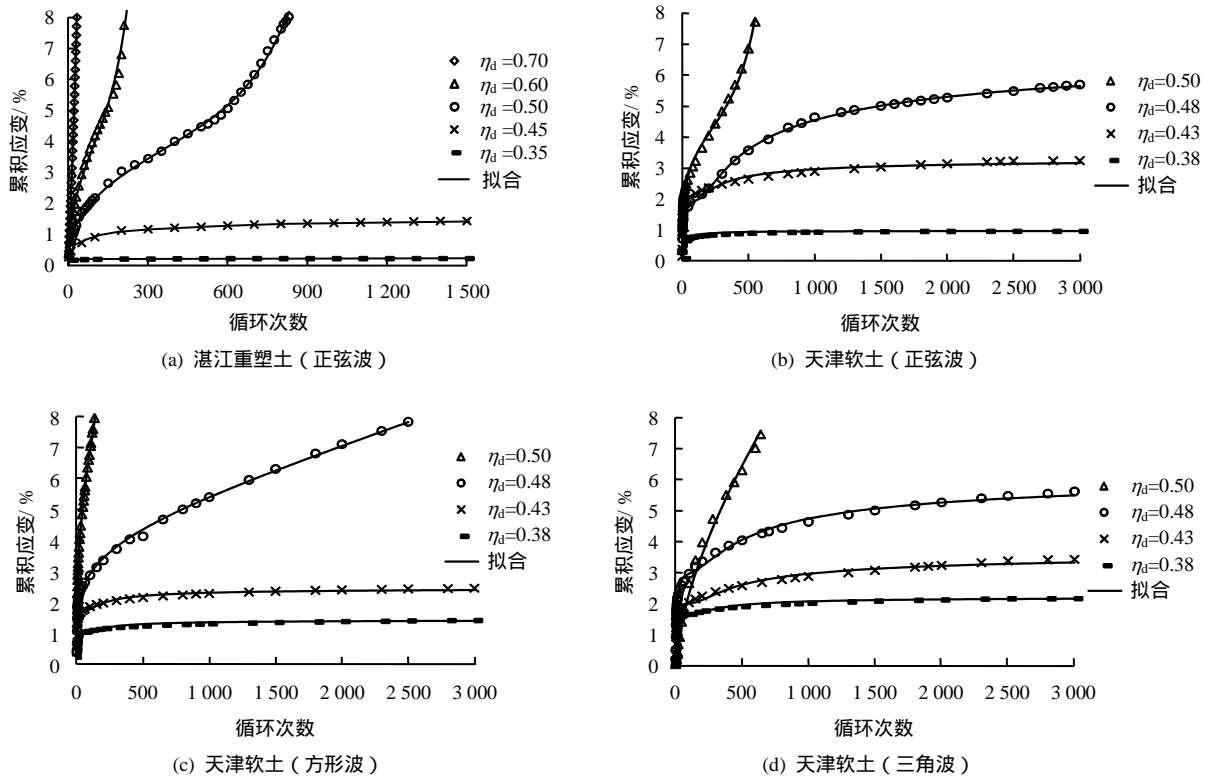 8
7
6
5
4
3
2
1
0
累积应变/ %
0 300 600 900 1 200 1 500
循环次数
ηd =0.70
ηd =0.60
ηd =0.50
ηd =0.45
ηd =0.35
拟合
(a) 湛江重塑土（正弦波）
8
7
6
5
4
3
2
1
0
累积应变/ %
0 500 1 000 1 500 2 000 2 500 3 000
循环次数
ηd=0.50
ηd=0.48
ηd=0.43
ηd=0.38
拟合
(b) 天津软土（正弦波）
8
7
6
5
4
3
2
1
0
累积应变/ %
0 500 1 000 1 500 2 000 2 500 3 000
循环次数
ηd=0.50
ηd=0.48
ηd=0.43
ηd=0.38
拟合
(c) 天津软土（方形波）
8
7
6
5
4
3
2
1
0
累积应变/ %
0 500 1 000 1 500 2 000 2 500 3 000
循环次数
ηd=0.50
ηd=0.48
ηd=0.43
ηd=0.38
拟合
(d) 天津软土（三角波）